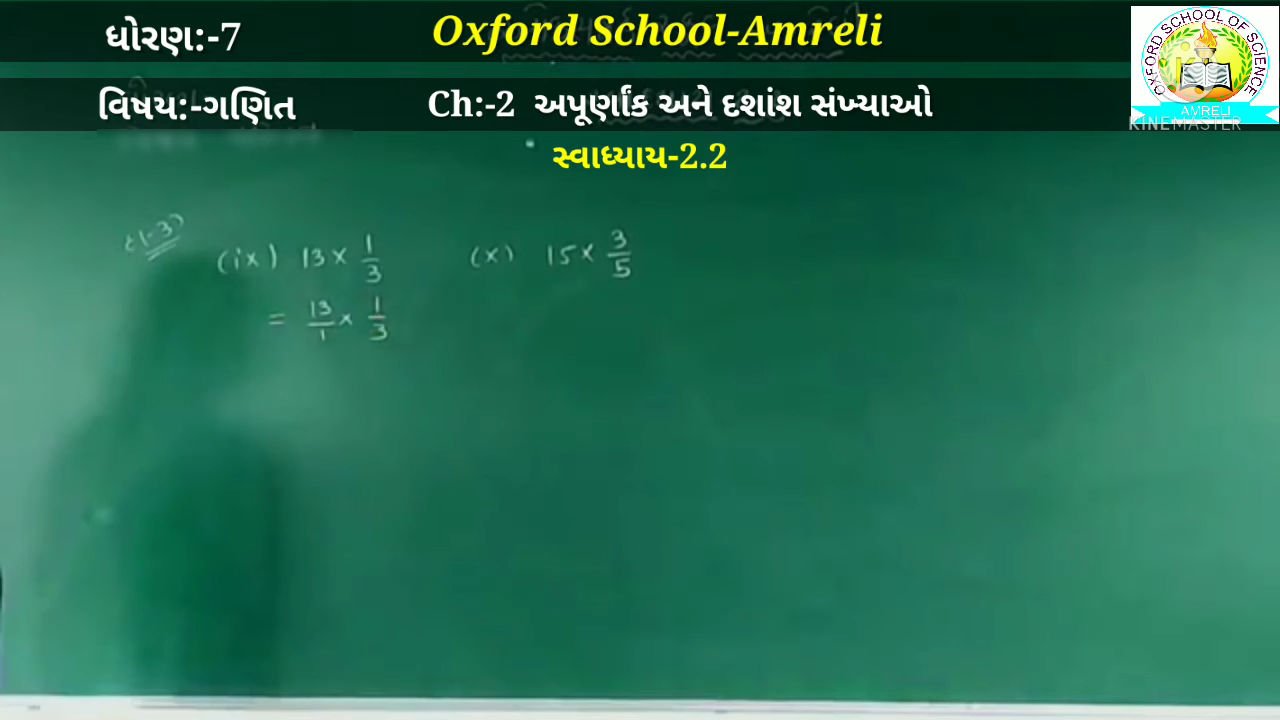 ધોરણ:-7
Oxford School-Amreli
વિષય:-ગણિત
Ch:-2 અપૂર્ણાંક અને દશાંશ સંખ્યાઓ
OXFORD SCHOOL OF SCIENCE
AMRELI
KINEMASTER
સ્વાધ્યાય-2.2
(ix) 13 × 1/3
(x) 15 × 3/5
= 13/1 × 1/3